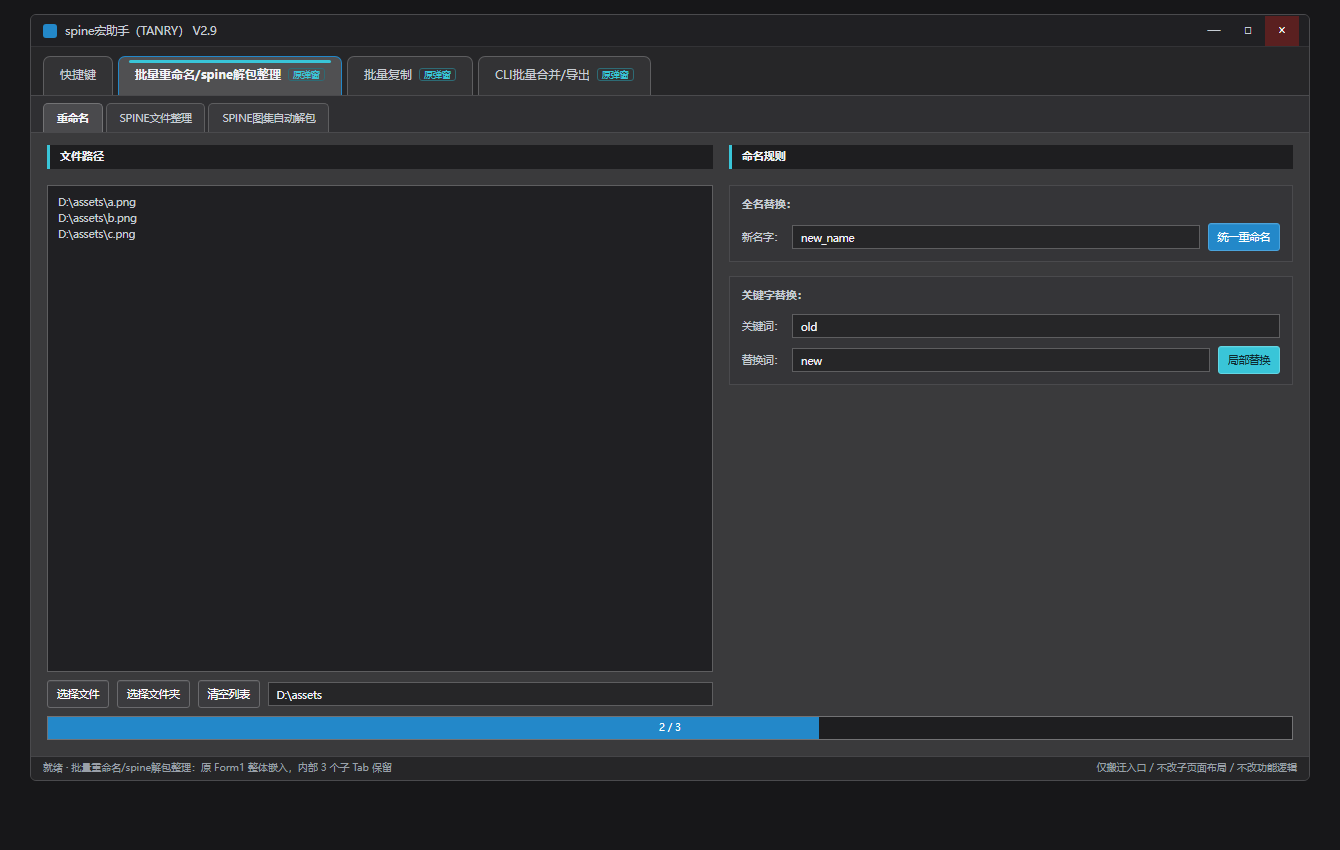 spine宏助手（TANRY） V2.9
快捷键
批量重命名/spine解包整理 原弹窗
批量复制 原弹窗
CLI批量合并/导出 原弹窗
重命名
SPINE文件整理
SPINE图集自动解包
文件路径
D:\assets\a.png
D:\assets\b.png
D:\assets\c.png
选择文件
选择文件夹
清空列表
D:\assets
命名规则
全名替换：
新名字： new_name 统一重命名
关键字替换：
关键词： old
替换词： new 局部替换
2 / 3
就绪 · 批量重命名/spine解包整理：原 Form1 整体嵌入，内部 3 个子 Tab 保留
仅搬迁入口 / 不改子页面布局 / 不改功能逻辑